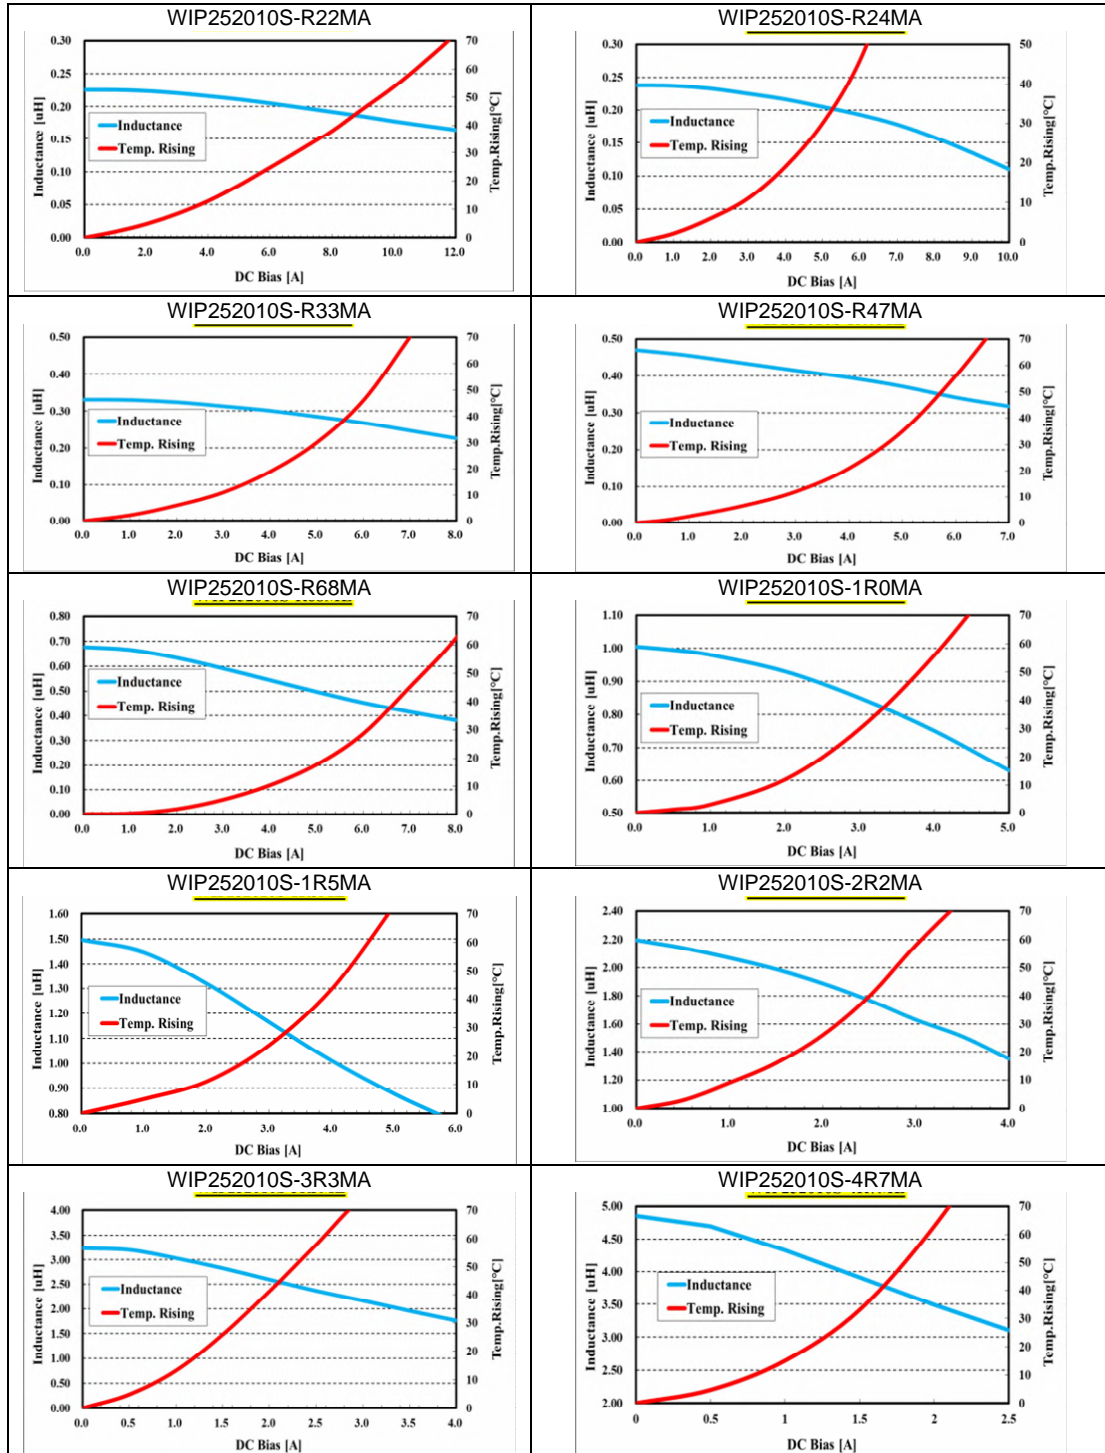 WIP252010S-R22MA
0.30
0.25
0.20
0.15
0.10
0.05
0.00
70
60
50
40
30
20
10
0
Inductance [uH]
Temp.Rising[°C]
Inductance
Temp. Rising
0.0 2.0 4.0 6.0 8.0 10.0 12.0
DC Bias [A]
WIP252010S-R24MA
0.30
0.25
0.20
0.15
0.10
0.05
0.00
50
40
30
20
10
0
Inductance [uH]
Temp.Rising[°C]
Inductance
Temp. Rising
0.0 1.0 2.0 3.0 4.0 5.0 6.0 7.0 8.0 9.0 10.0
DC Bias [A]
WIP252010S-R33MA
0.50
0.40
0.30
0.20
0.10
0.00
70
60
50
40
30
20
10
0
Inductance [uH]
Temp.Rising[°C]
Inductance
Temp. Rising
0.0 1.0 2.0 3.0 4.0 5.0 6.0 7.0 8.0
DC Bias [A]
WIP252010S-R47MA
0.50
0.40
0.30
0.20
0.10
0.00
70
60
50
40
30
20
10
0
Inductance [uH]
Temp.Rising[°C]
Inductance
Temp. Rising
0.0 1.0 2.0 3.0 4.0 5.0 6.0 7.0
DC Bias [A]
WIP252010S-R68MA
0.80
0.70
0.60
0.50
0.40
0.30
0.20
0.10
0.00
70
60
50
40
30
20
10
0
Inductance [uH]
Temp.Rising[°C]
Inductance
Temp. Rising
0.0 1.0 2.0 3.0 4.0 5.0 6.0 7.0 8.0
DC Bias [A]
WIP252010S-1R0MA
1.10
1.00
0.90
0.80
0.70
0.60
0.50
70
60
50
40
30
20
10
0
Inductance [uH]
Temp.Rising[°C]
Inductance
Temp. Rising
0.0 1.0 2.0 3.0 4.0 5.0
DC Bias [A]
WIP252010S-1R5MA
1.60
1.50
1.40
1.30
1.20
1.10
1.00
0.90
0.80
70
60
50
40
30
20
10
0
Inductance [uH]
Temp.Rising[°C]
Inductance
Temp. Rising
0.0 1.0 2.0 3.0 4.0 5.0 6.0
DC Bias [A]
WIP252010S-2R2MA
2.40
2.20
2.00
1.80
1.60
1.40
1.20
1.00
70
60
50
40
30
20
10
0
Inductance [uH]
Temp.Rising[°C]
Inductance
Temp. Rising
0.0 1.0 2.0 3.0 4.0
DC Bias [A]
WIP252010S-3R3MA
4.00
3.50
3.00
2.50
2.00
1.50
1.00
0.50
0.00
70
60
50
40
30
20
10
0
Inductance [uH]
Temp.Rising[°C]
Inductance
Temp. Rising
0.0 0.5 1.0 1.5 2.0 2.5 3.0 3.5 4.0
DC Bias [A]
WIP252010S-4R7MA
5.00
4.50
4.00
3.50
3.00
2.50
2.00
70
60
50
40
30
20
10
0
Inductance [uH]
Temp.Rising[°C]
Inductance
Temp. Rising
0 0.5 1 1.5 2 2.5
DC Bias [A]